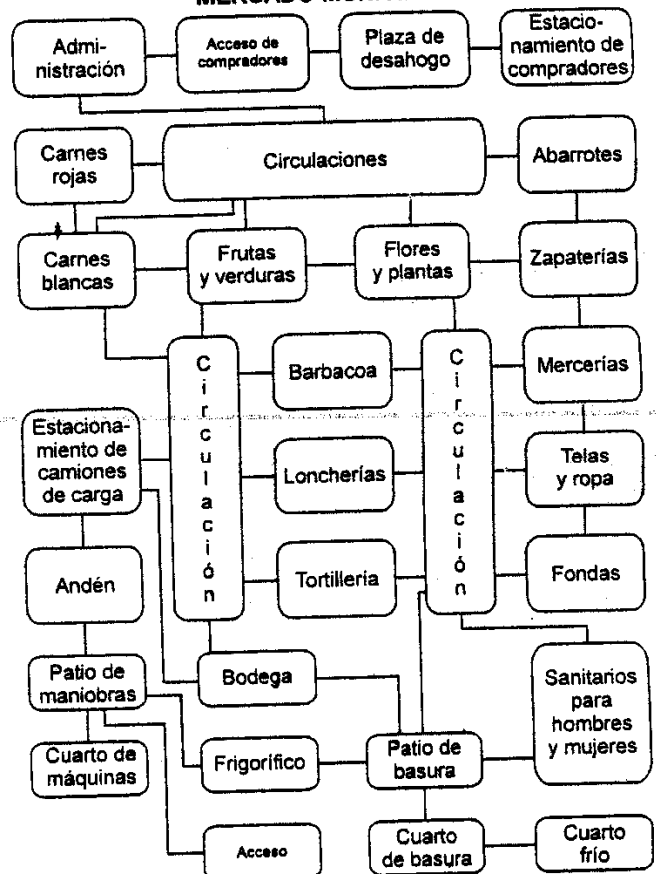 MERCADO
Admi-
nistración
Acceso de
compradores
Plaza de
desahogo
Estacio-
namiento de
compradores
Carnes
rojas
Circulaciones
Abarrotes
Carnes
blancas
Frutas
y verduras
Flores
y plantas
Zapaterías
Circulación
Barbacoa
Circulación
Mercerías
Estaciona-
miento de
camiones
de carga
Loncherías
Telas
y ropa
Andén
Tortillería
Fondas
Patio de
maniobras
Bodega
Sanitarios
para
hombres
y mujeres
Cuarto de
máquinas
Frigorífico
Patio de
basura
Acceso
Cuarto
de basura
Cuarto
frío